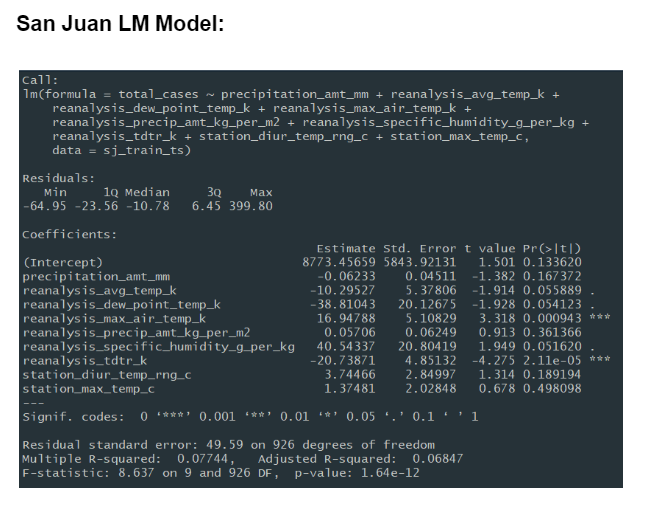 San Juan LM Model:
Call:
lm(formula = total_cases ~ precipitation_amt_mm + reanalysis_avg_temp_k +
    reanalysis_dew_point_temp_k + reanalysis_max_air_temp_k +
    reanalysis_precip_amt_kg_per_m2 + reanalysis_specific_humidity_g_per_kg +
    reanalysis_tdtr_k + station_diur_temp_rng_c + station_max_temp_c,
    data = sj_train_ts)
Residuals:
   Min     1Q Median     3Q    Max
-64.95 -23.56 -10.78   6.45 399.80
Coefficients:
                                        Estimate Std. Error t value Pr(>|t|)
(Intercept)                           8773.45659 5843.92131   1.501 0.133620
precipitation_amt_mm                    -0.06233    0.04511  -1.382 0.167372
reanalysis_avg_temp_k                  -10.29527    5.37806  -1.914 0.055889 .
reanalysis_dew_point_temp_k            -38.81043   20.12675  -1.928 0.054123 .
reanalysis_max_air_temp_k               16.94788    5.10829   3.318 0.000943 ***
reanalysis_precip_amt_kg_per_m2          0.05706    0.06249   0.913 0.361366
reanalysis_specific_humidity_g_per_kg   40.54337   20.80419   1.949 0.051620 .
reanalysis_tdtr_k                      -20.73871    4.85132  -4.275 2.11e-05 ***
station_diur_temp_rng_c                  3.74466    2.84997   1.314 0.189194
station_max_temp_c                       1.37481    2.02848   0.678 0.498098
---
Signif. codes:  0 ‘***’ 0.001 ‘**’ 0.01 ‘*’ 0.05 ‘.’ 0.1 ‘ ’ 1
Residual standard error: 49.59 on 926 degrees of freedom
Multiple R-squared:  0.07744,   Adjusted R-squared:  0.06847
F-statistic: 8.637 on 9 and 926 DF,  p-value: 1.64e-12